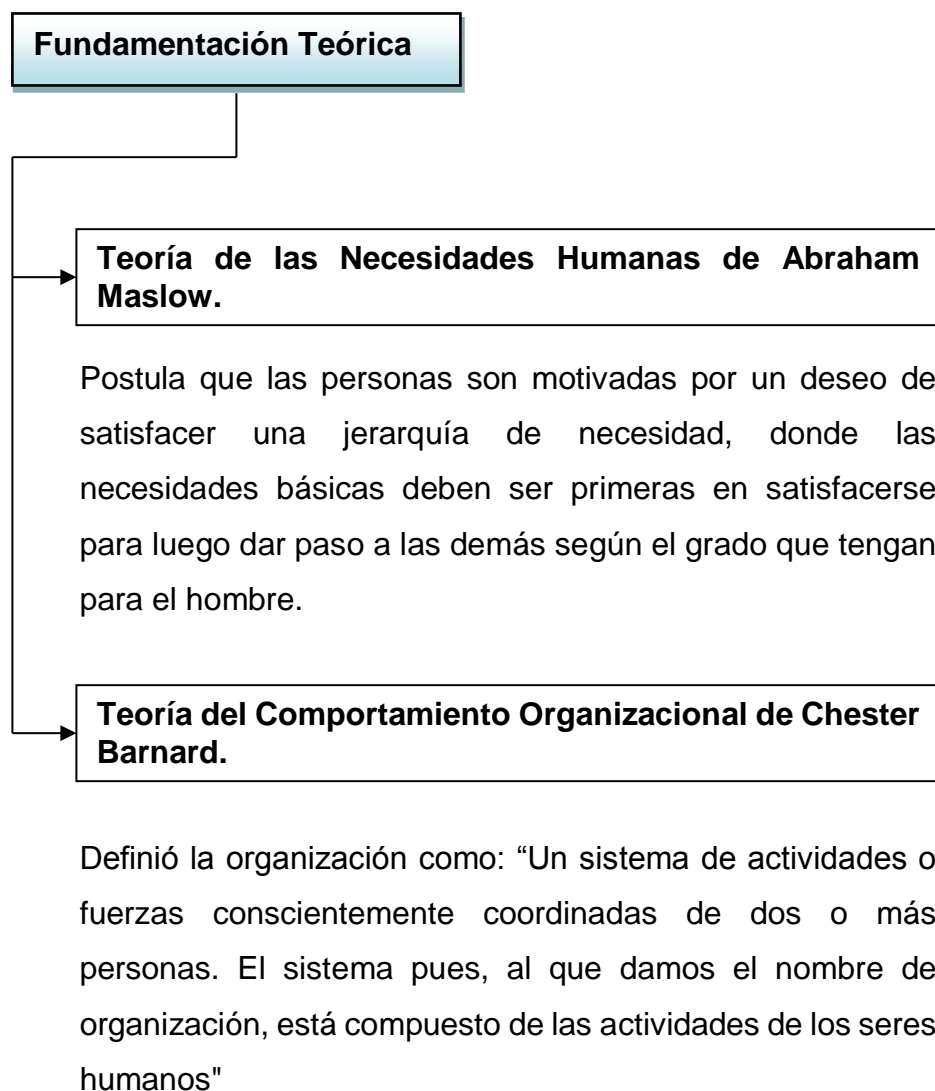 Fundamentación Teórica
Teoría de las Necesidades Humanas de Abraham
Maslow.
Postula que las personas son motivadas por un deseo de
satisfacer una jerarquía de necesidad, donde las
necesidades básicas deben ser primeras en satisfacerse
para luego dar paso a las demás según el grado que tengan
para el hombre.
Teoría del Comportamiento Organizacional de Chester
Barnard.
Definió la organización como: “Un sistema de actividades o
fuerzas conscientemente coordinadas de dos o más
personas. El sistema pues, al que damos el nombre de
organización, está compuesto de las actividades de los seres
humanos"